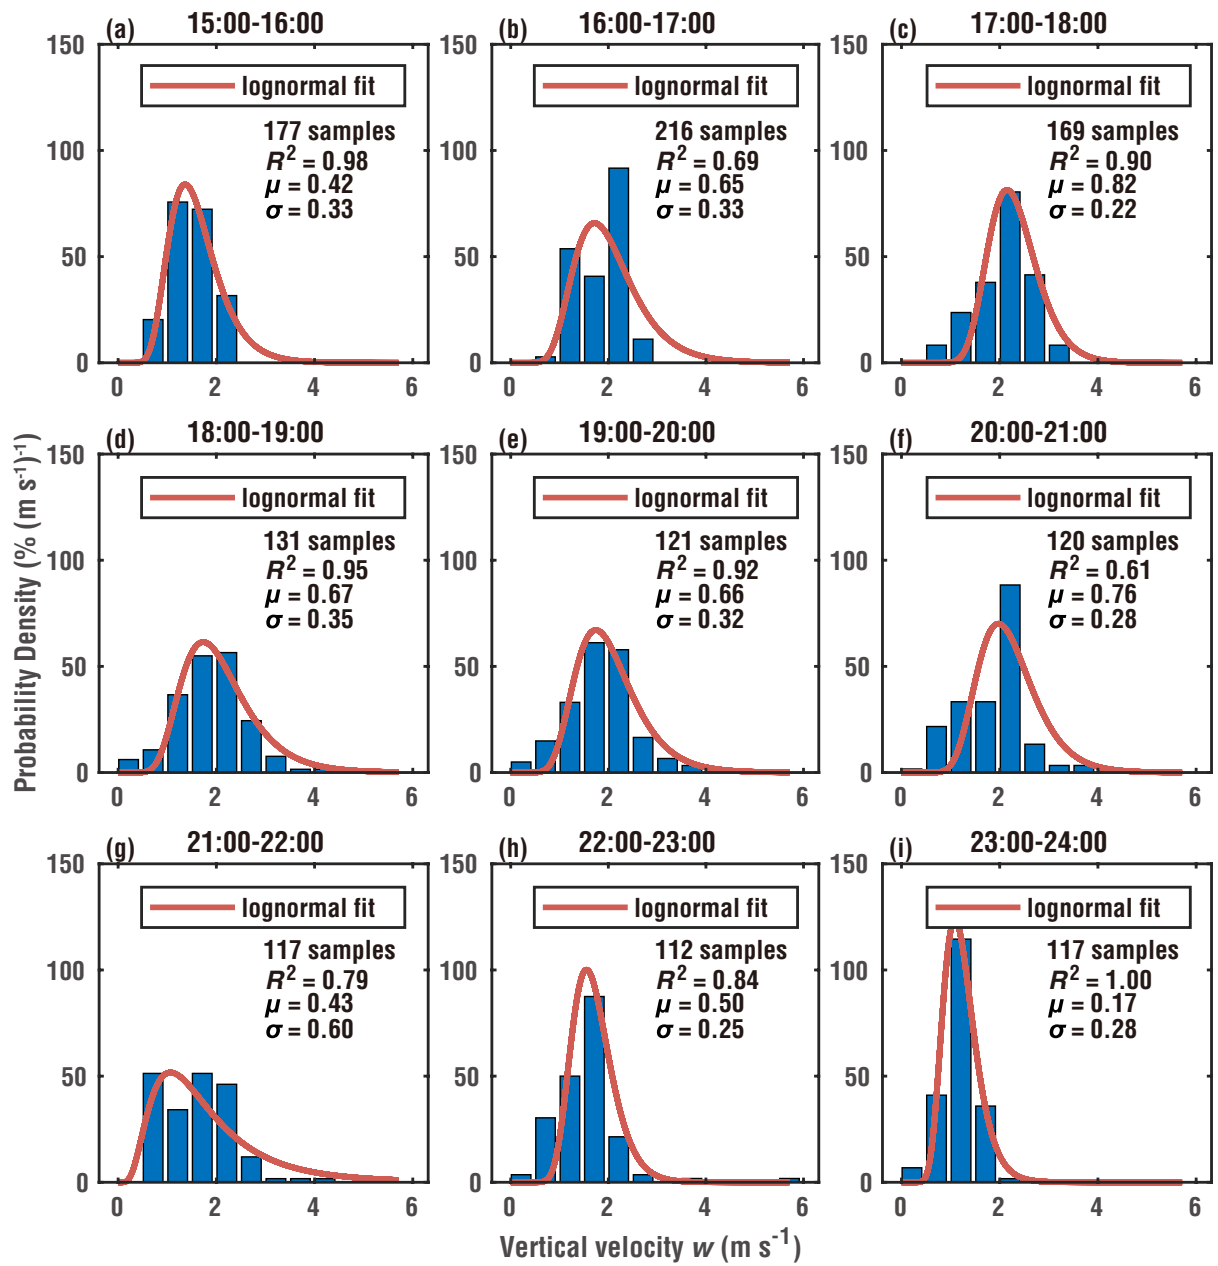 (a) 15:00-16:00
150
100
50
0
0 2 4 6
lognormal fit
177 samples
R² = 0.98
μ = 0.42
σ = 0.33
(b) 16:00-17:00
150
100
50
0
0 2 4 6
lognormal fit
216 samples
R² = 0.69
μ = 0.65
σ = 0.33
(c) 17:00-18:00
150
100
50
0
0 2 4 6
lognormal fit
169 samples
R² = 0.90
μ = 0.82
σ = 0.22
Probability Density (% (m s⁻¹)⁻¹)
(d) 18:00-19:00
150
100
50
0
0 2 4 6
lognormal fit
131 samples
R² = 0.95
μ = 0.67
σ = 0.35
(e) 19:00-20:00
150
100
50
0
0 2 4 6
lognormal fit
121 samples
R² = 0.92
μ = 0.66
σ = 0.32
(f) 20:00-21:00
150
100
50
0
0 2 4 6
lognormal fit
120 samples
R² = 0.61
μ = 0.76
σ = 0.28
(g) 21:00-22:00
150
100
50
0
0 2 4 6
lognormal fit
117 samples
R² = 0.79
μ = 0.43
σ = 0.60
(h) 22:00-23:00
150
100
50
0
0 2 4 6
lognormal fit
112 samples
R² = 0.84
μ = 0.50
σ = 0.25
(i) 23:00-24:00
150
100
50
0
0 2 4 6
lognormal fit
117 samples
R² = 1.00
μ = 0.17
σ = 0.28
Vertical velocity w (m s⁻¹)